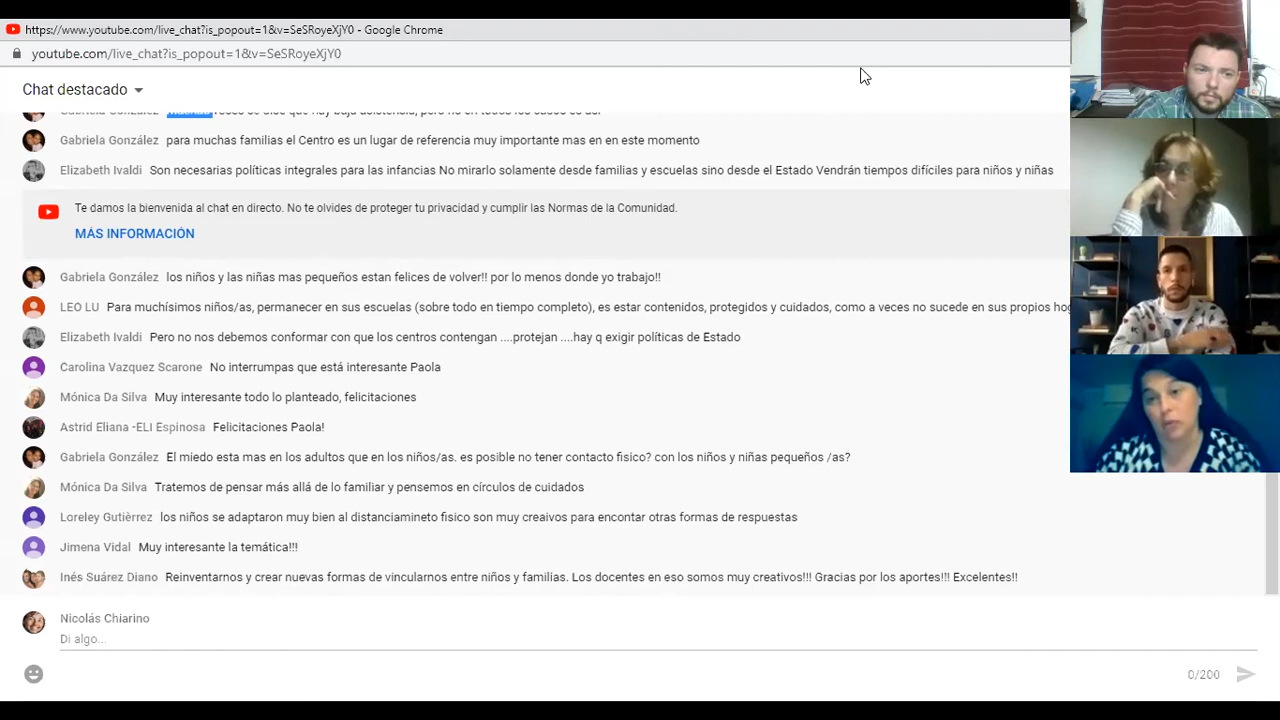 https://www.youtube.com/live_chat?is_popout=1&v=SeSRoyeXjY0 - Google Chrome
youtube.com/live_chat?is_popout=1&v=SeSRoyeXjY0
Chat destacado
Gabriela González para muchas familias el Centro es un lugar de referencia muy importante mas en en este momento
Elizabeth Ivaldi Son necesarias políticas integrales para las infancias No mirarlo solamente desde familias y escuelas sino desde el Estado Vendrán tiempos difíciles para niños y niñas
Te damos la bienvenida al chat en directo. No te olvides de proteger tu privacidad y cumplir las Normas de la Comunidad.
MÁS INFORMACIÓN
Gabriela González los niños y las niñas mas pequeños estan felices de volver!! por lo menos donde yo trabajo!!
LEO LU Para muchísimos niños/as, permanecer en sus escuelas (sobre todo en tiempo completo), es estar contenidos, protegidos y cuidados, como a veces no sucede en sus propios
Elizabeth Ivaldi Pero no nos debemos conformar con que los centros contengan ....protejan ....hay q exigir políticas de Estado
Carolina Vazquez Scarone No interrumpas que está interesante Paola
Mónica Da Silva Muy interesante todo lo planteado, felicitaciones
Astrid Eliana -ELI Espinosa Felicitaciones Paola!
Gabriela González El miedo esta mas en los adultos que en los niños/as. es posible no tener contacto fisico? con los niños y niñas pequeños /as?
Mónica Da Silva Tratemos de pensar más allá de lo familiar y pensemos en círculos de cuidados
Loreley Gutièrrez los niños se adaptaron muy bien al distanciamineto fisico son muy creaivos para encontar otras formas de respuestas
Jimena Vidal Muy interesante la temática!!!
Inés Suárez Diano Reinventarnos y crear nuevas formas de víncularnos entre niños y familias. Los docentes en eso somos muy creativos!!! Gracias por los aportes!!! Excelentes!!
Nicolás Chiarino
Di algo...
0/200